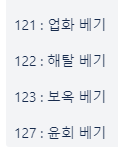 121 : 업화 베기
122 : 해탈 베기
123 : 보옥 베기
127 : 윤회 베기